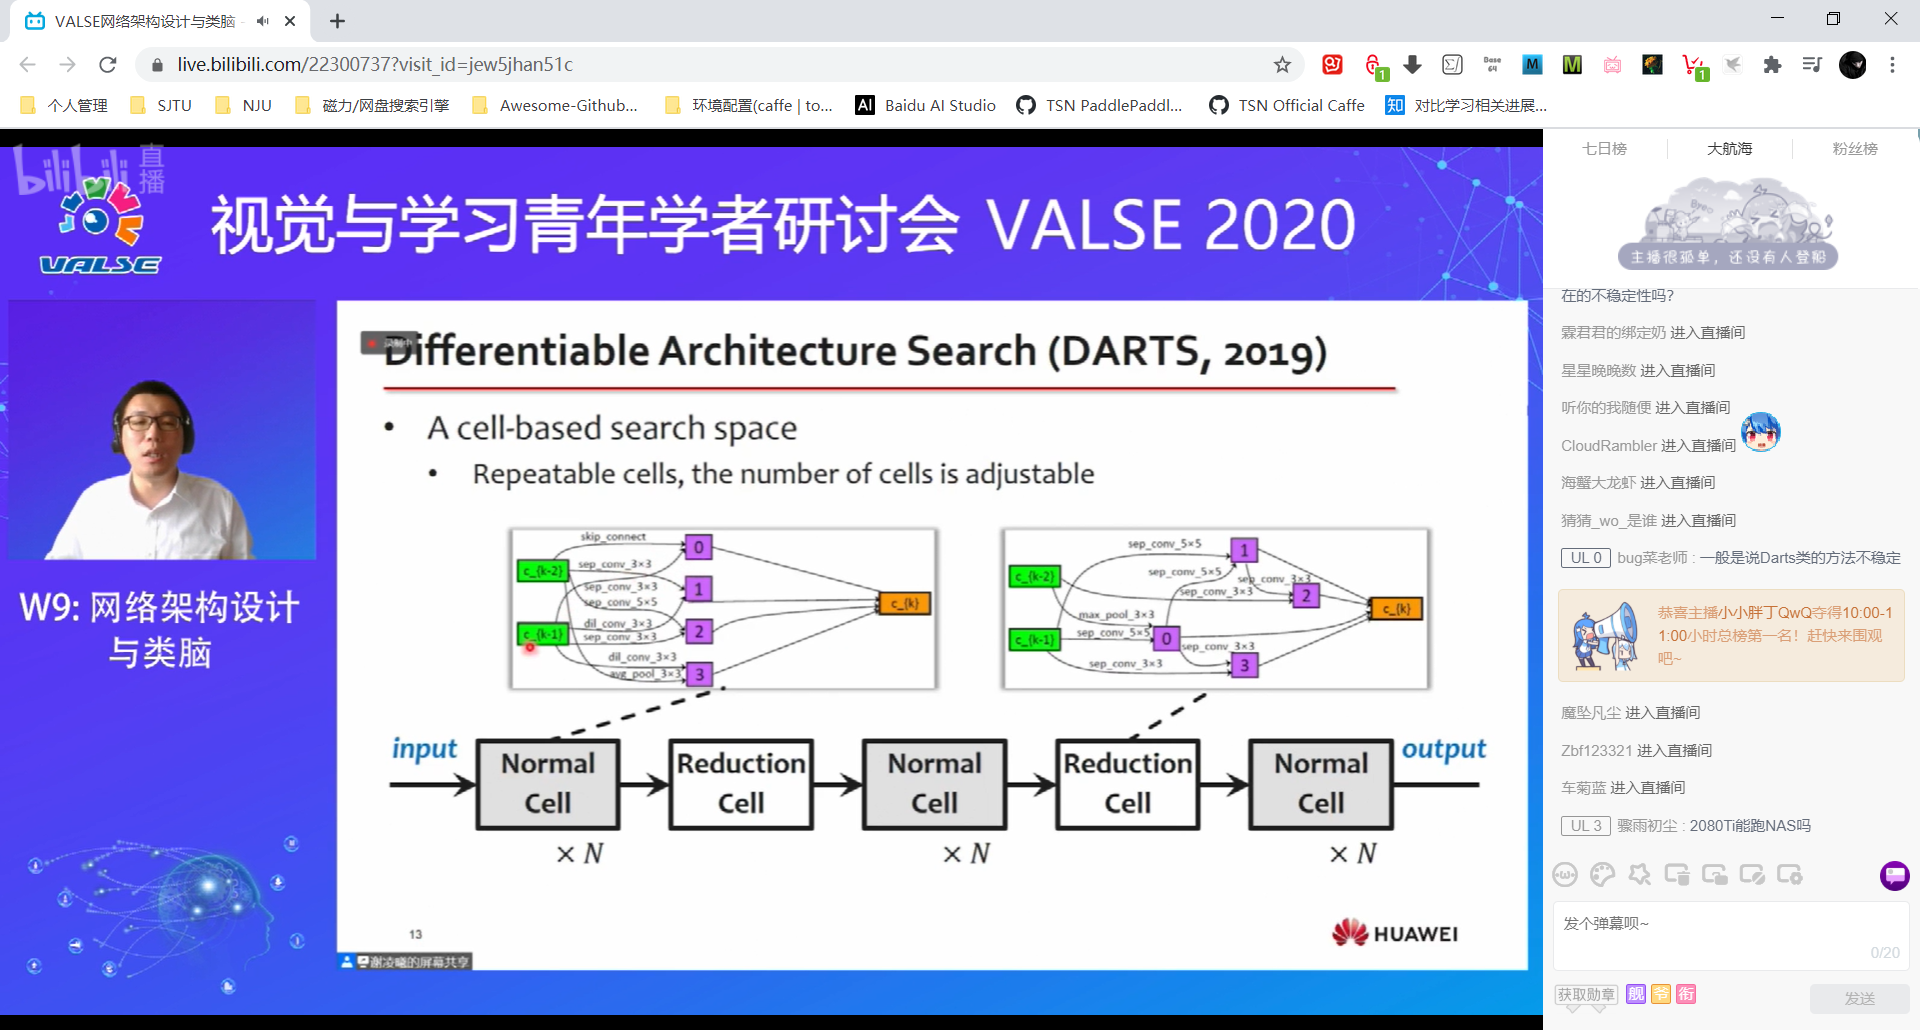 VALSE网络架构设计与类脑
live.bilibili.com/22300737?visit_id=jew5jhan51c
1
1
个人管理
SJTU
NJU
磁力/网盘搜索引擎
Awesome-Github...
环境配置(caffe | to...
AI
Baidu AI Studio
TSN PaddlePaddl...
TSN Official Caffe
知
对比学习相关进展...
bilibili 直播
VALSE
视觉与学习青年学者研讨会 VALSE 2020
W9: 网络架构设计
与类脑
录制中
Differentiable Architecture Search (DARTS, 2019)
• A cell-based search space
• Repeatable cells, the number of cells is adjustable
skip_connect
sep_conv_3×3
sep_conv_3×3
sep_conv_5×5
dil_conv_3×3
sep_conv_3×3
dil_conv_3×3
avg_pool_3×3
c_{k-2}
c_{k-1}
0
1
2
3
c_{k}
sep_conv_5×5
sep_conv_5×5
sep_conv_3×3
sep_conv_3×3
max_pool_3×3
sep_conv_5×5
sep_conv_3×3
sep_conv_3×3
c_{k-2}
c_{k-1}
1
2
0
3
c_{k}
input
Normal Cell
Reduction Cell
Normal Cell
Reduction Cell
Normal Cell
output
× N
× N
× N
13
HUAWEI
谢凌曦的屏幕共享
七日榜
大航海
粉丝榜
主播很孤单，还没有人登船
在的不稳定性吗?
霖君君的绑定奶 进入直播间
星星晚晚数 进入直播间
听你的我随便 进入直播间
CloudRambler 进入直播间
海蟹大龙虾 进入直播间
猜猜_wo_是谁 进入直播间
UL 0 bug菜老师 : 一般是说Darts类的方法不稳定
恭喜主播小小胖丁QwQ夺得10:00-1
1:00小时总榜第一名！赶快来围观
吧~
魔坠凡尘 进入直播间
Zbf123321 进入直播间
车菊蓝 进入直播间
UL 3 骤雨初尘 : 2080Ti能跑NAS吗
发个弹幕呗~
0/20
获取勋章
舰
爷
衔
发送